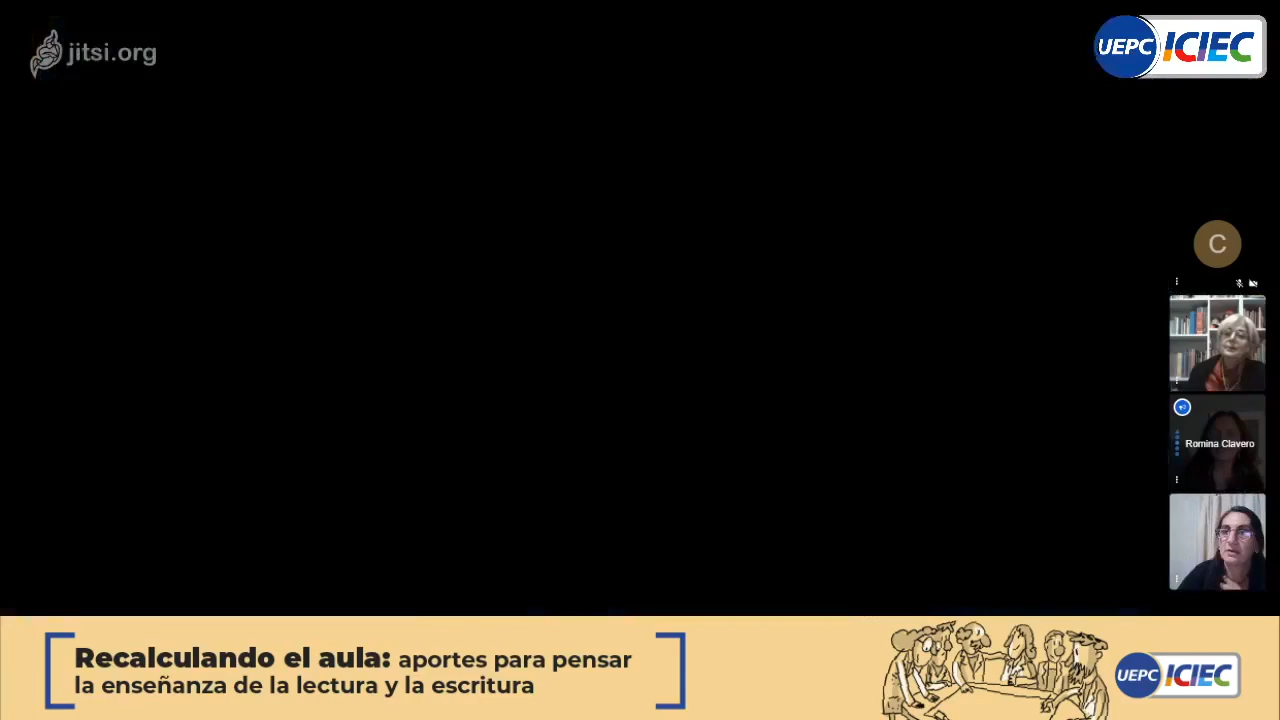 jitsi.org
UEPC ICIEC
C
Romina Clavero
Recalculando el aula: aportes para pensar
la enseñanza de la lectura y la escritura
UEPC ICIEC